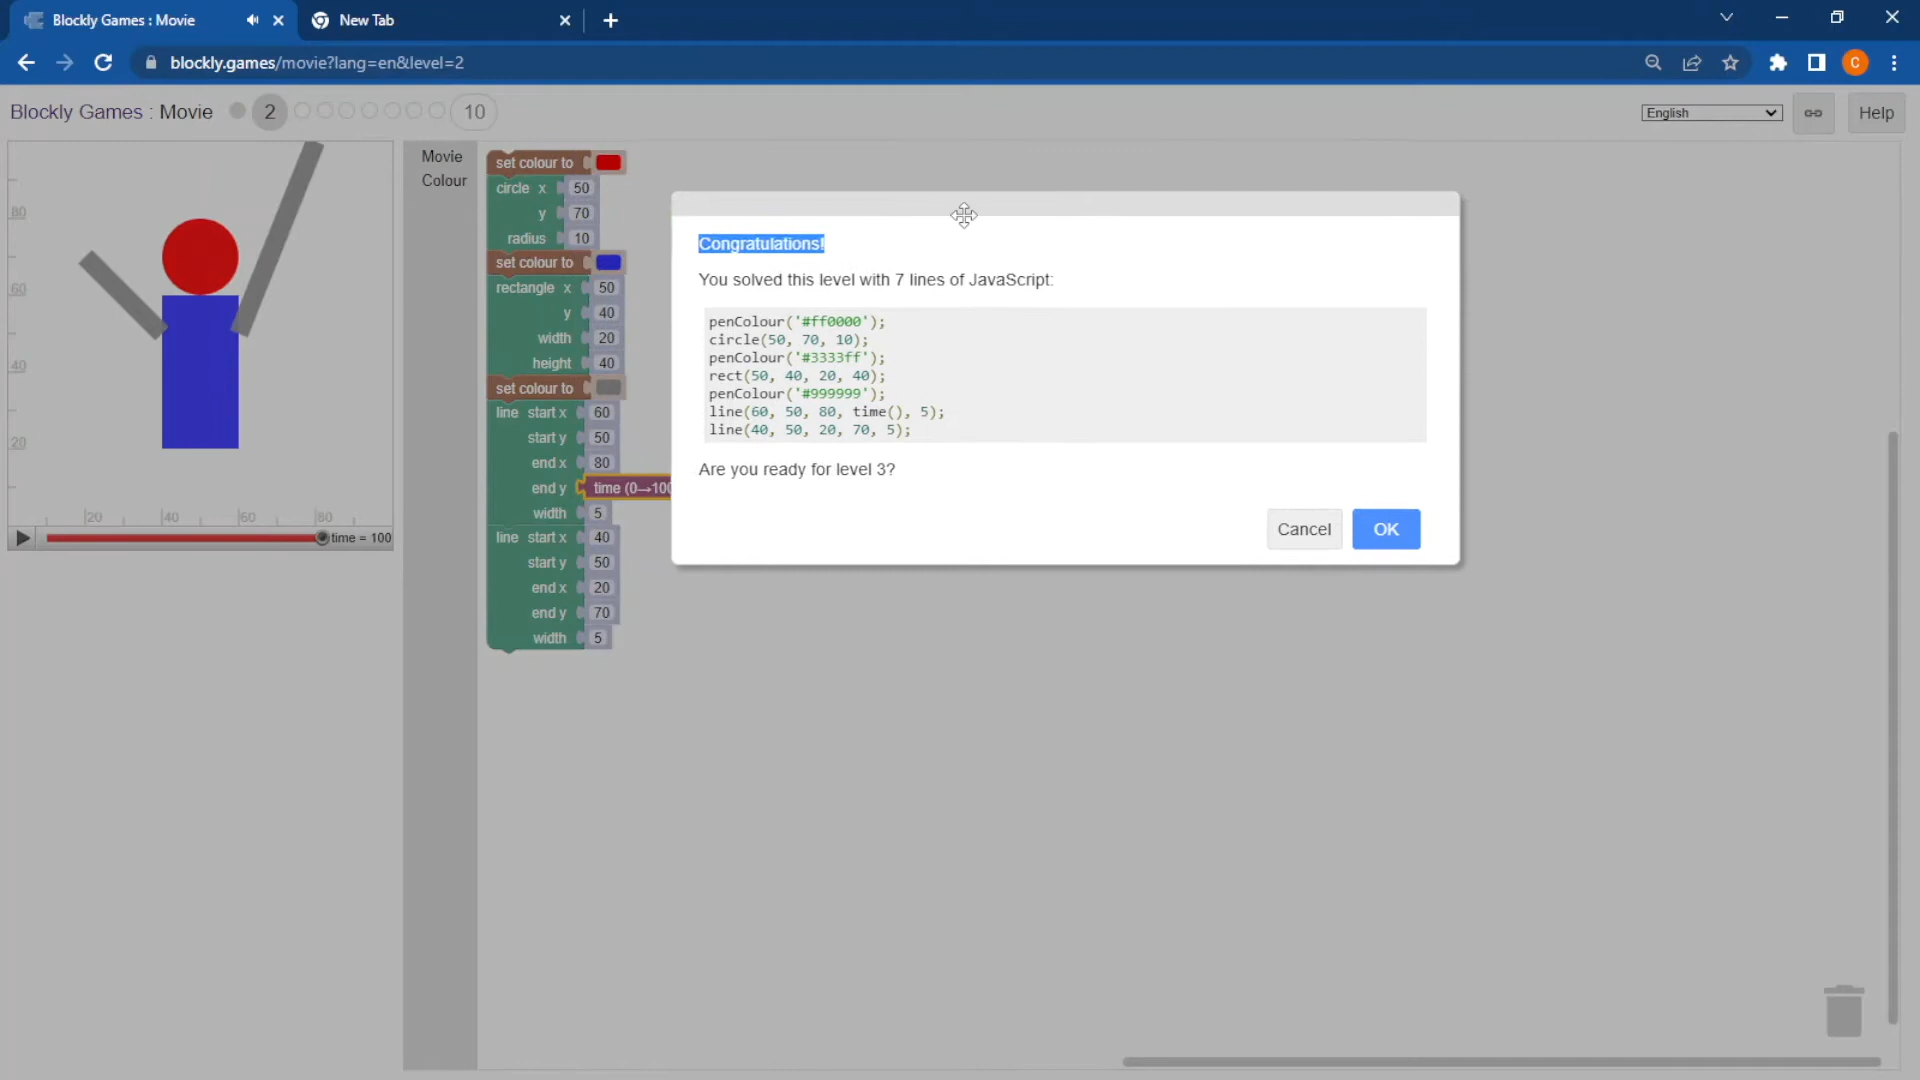 Blockly Games : Movie
New Tab
blockly.games/movie?lang=en&level=2
C
Blockly Games : Movie
2
10
English
Help
80
60
40
20
20
40
60
80
time = 100
Movie
Colour
set colour to
circle x 50
y 70
radius 10
set colour to
rectangle x 50
y 40
width 20
height 40
set colour to
line start x 60
start y 50
end x 80
end y time (0→100
width 5
line start x 40
start y 50
end x 20
end y 70
width 5
Congratulations!
You solved this level with 7 lines of JavaScript:
penColour('#ff0000');
circle(50, 70, 10);
penColour('#3333ff');
rect(50, 40, 20, 40);
penColour('#999999');
line(60, 50, 80, time(), 5);
line(40, 50, 20, 70, 5);
Are you ready for level 3?
Cancel
OK